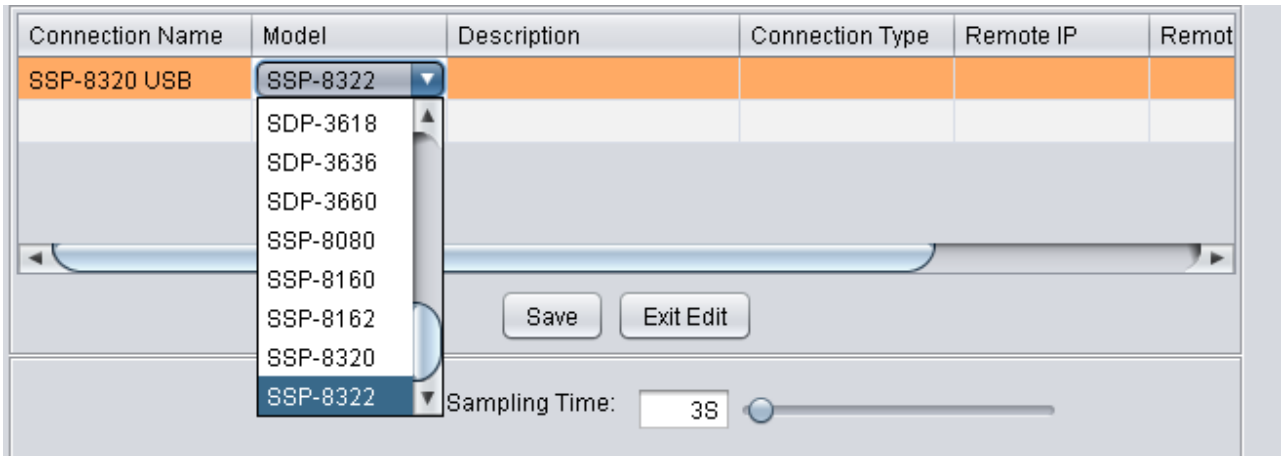 Connection Name Model Description Connection Type Remote IP Remot
SSP-8320 USB SSP-8322
SDP-3618
SDP-3636
SDP-3660
SSP-8080
SSP-8160
SSP-8162
SSP-8320
SSP-8322
Save Exit Edit
Sampling Time: 3S